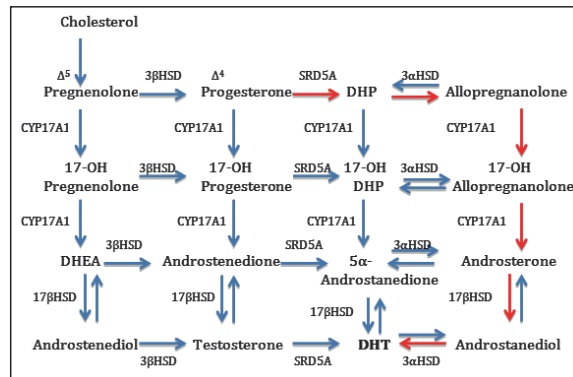 Cholesterol
Δ⁵ 3βHSD Δ⁴ SRD5A 3αHSD
Pregnenolone Progesterone DHP Allopregnanolone
CYP17A1 CYP17A1 CYP17A1 CYP17A1
17-OH 3βHSD 17-OH SRD5A 17-OH 3αHSD 17-OH
Pregnenolone Progesterone DHP Allopregnanolone
CYP17A1 CYP17A1 CYP17A1 CYP17A1
3βHSD SRD5A 3αHSD
DHEA Androstenedione 5α- Androsterone
Androstanedione
17βHSD 17βHSD 17βHSD 17βHSD
Androstenediol Testosterone DHT Androstanediol
3βHSD SRD5A 3αHSD